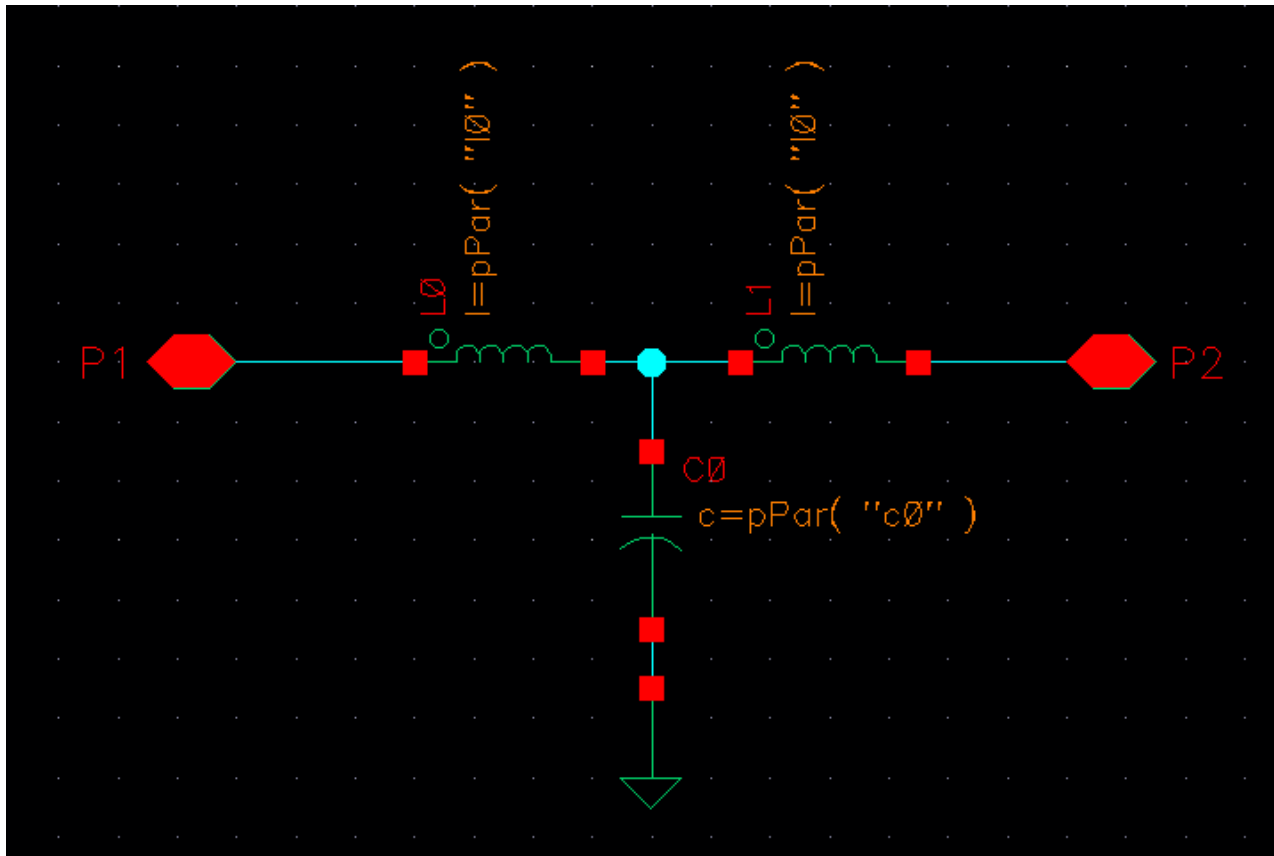 L0
l=pPar( "l0" )
L1
l=pPar( "l0" )
P1
P2
C0
c=pPar( "c0" )